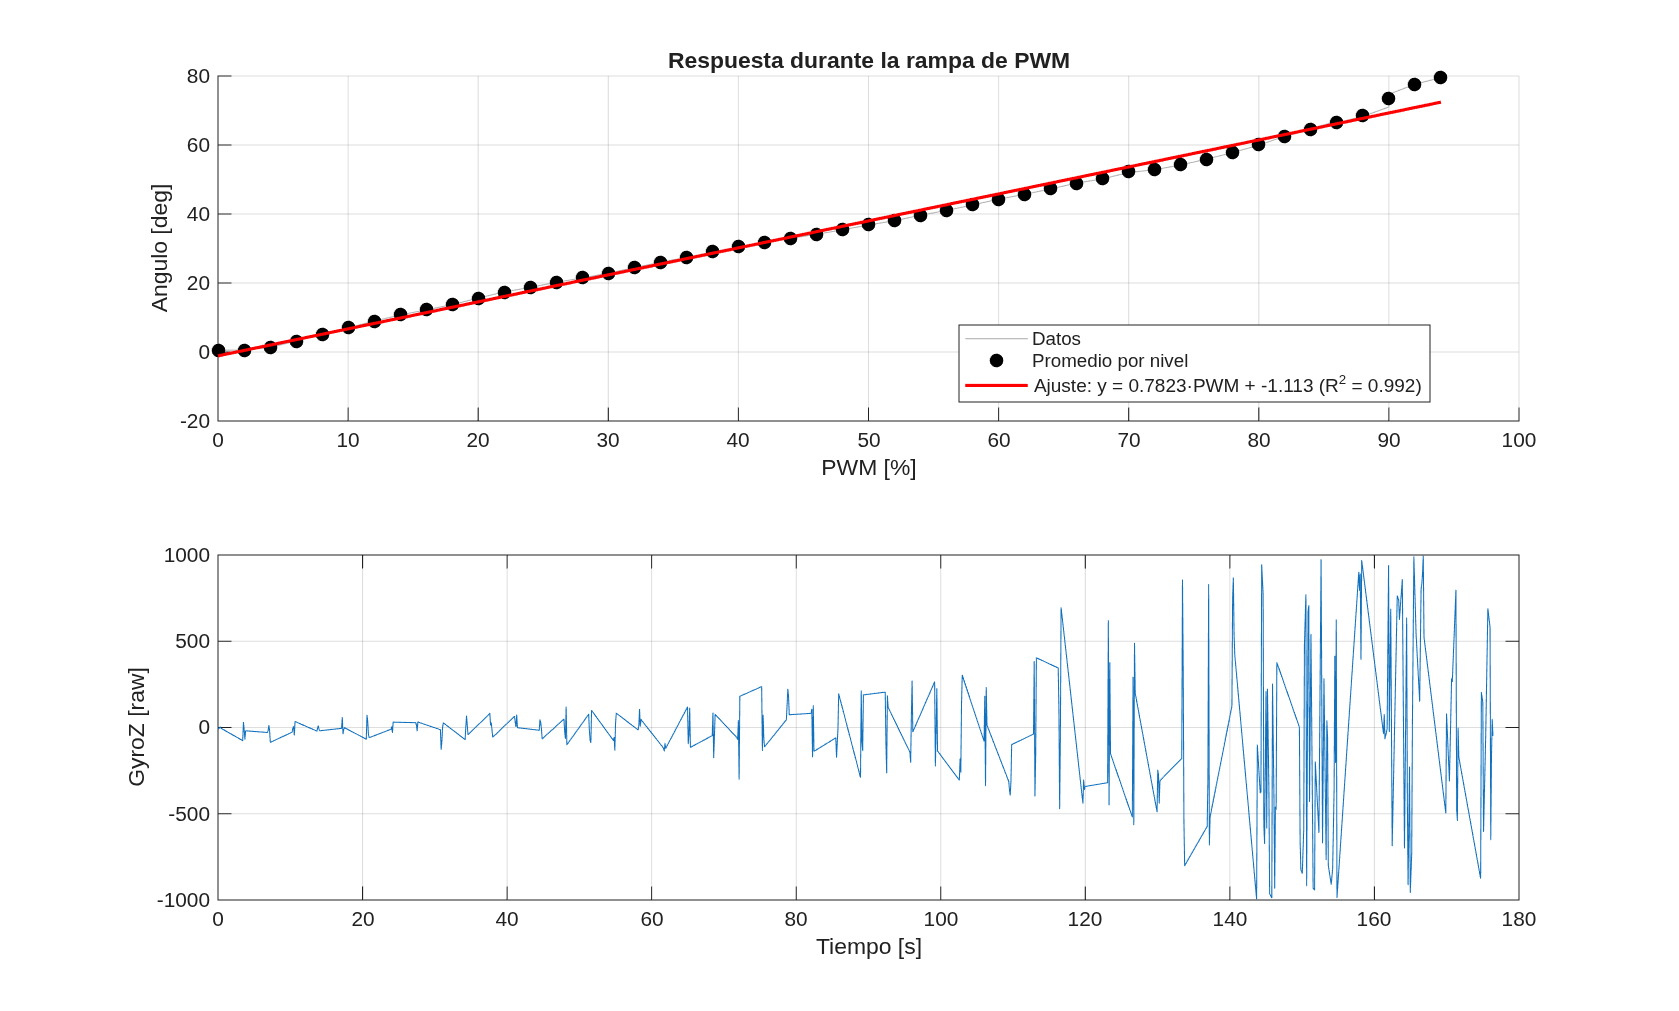 Respuesta durante la rampa de PWM
80
60
40
20
0
-20
Angulo [deg]
Datos
Promedio por nivel
Ajuste: y = 0.7823·PWM + -1.113 (R² = 0.992)
0 10 20 30 40 50 60 70 80 90 100
PWM [%]
1000
500
0
-500
-1000
GyroZ [raw]
0 20 40 60 80 100 120 140 160 180
Tiempo [s]